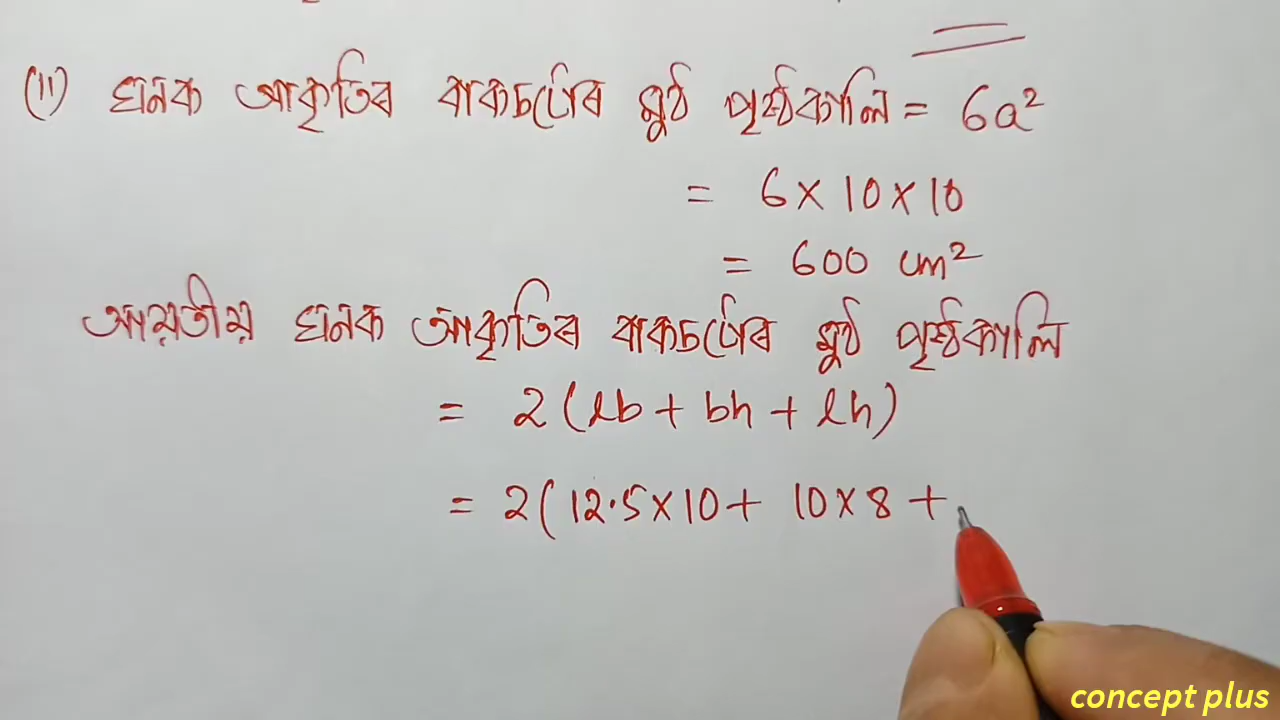 (ii) ঘনক আকৃতিৰ বাকচটোৰ মুঠ পৃষ্ঠকালি = 6a²
= 6 × 10 × 10
= 600 cm²
আয়তীয় ঘনক আকৃতিৰ বাকচটোৰ মুঠ পৃষ্ঠকালি
= 2 (lb + bh + lh)
= 2 ( 12.5 × 10 + 10 × 8 +
concept plus